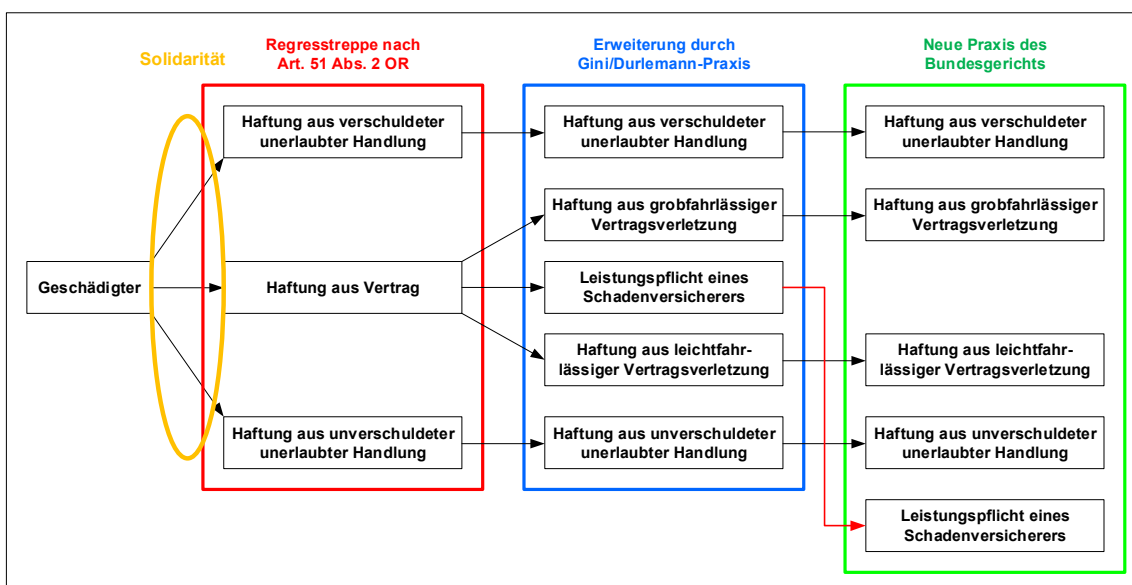 Solidarität
Regresstreppe nach
Art. 51 Abs. 2 OR
Erweiterung durch
Gini/Durlemann-Praxis
Neue Praxis des
Bundesgerichts
Geschädigter
Haftung aus verschuldeter
unerlaubter Handlung
Haftung aus Vertrag
Haftung aus unverschuldeter
unerlaubter Handlung
Haftung aus verschuldeter
unerlaubter Handlung
Haftung aus grobfahrlässiger
Vertragsverletzung
Leistungspflicht eines
Schadenversicherers
Haftung aus leichtfahr-
lässiger Vertragsverletzung
Haftung aus unverschuldeter
unerlaubter Handlung
Haftung aus verschuldeter
unerlaubter Handlung
Haftung aus grobfahrlässiger
Vertragsverletzung
Haftung aus leichtfahr-
lässiger Vertragsverletzung
Haftung aus unverschuldeter
unerlaubter Handlung
Leistungspflicht eines
Schadenversicherers